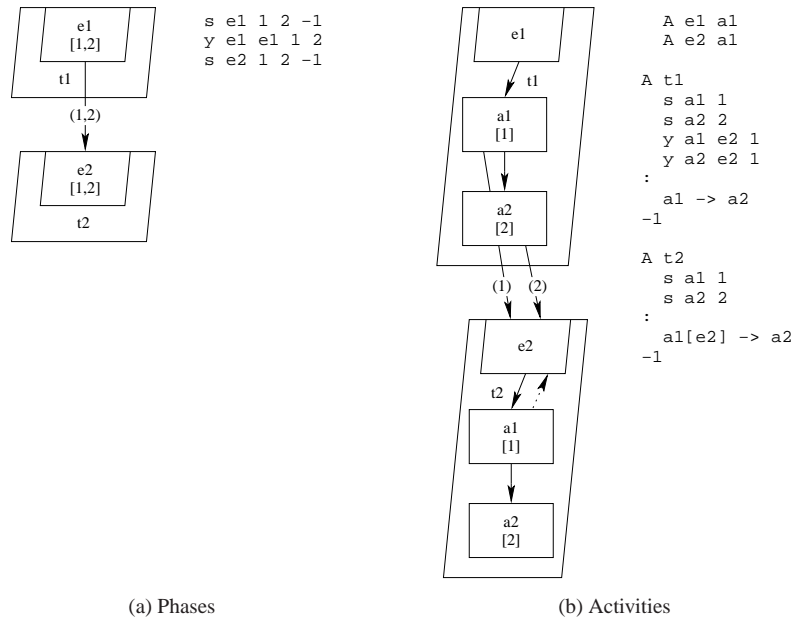 e1
[1,2]
t1
(1,2)
e2
[1,2]
t2
s e1 1 2 -1
y e1 e1 1 2
s e2 1 2 -1
(a) Phases
e1
t1
a1
[1]
a2
[2]
(1)
(2)
e2
t2
a1
[1]
a2
[2]
A e1 a1
A e2 a1
A t1
s a1 1
s a2 2
y a1 e2 1
y a2 e2 1
:
a1 -> a2
-1
A t2
s a1 1
s a2 2
:
a1[e2] -> a2
-1
(b) Activities